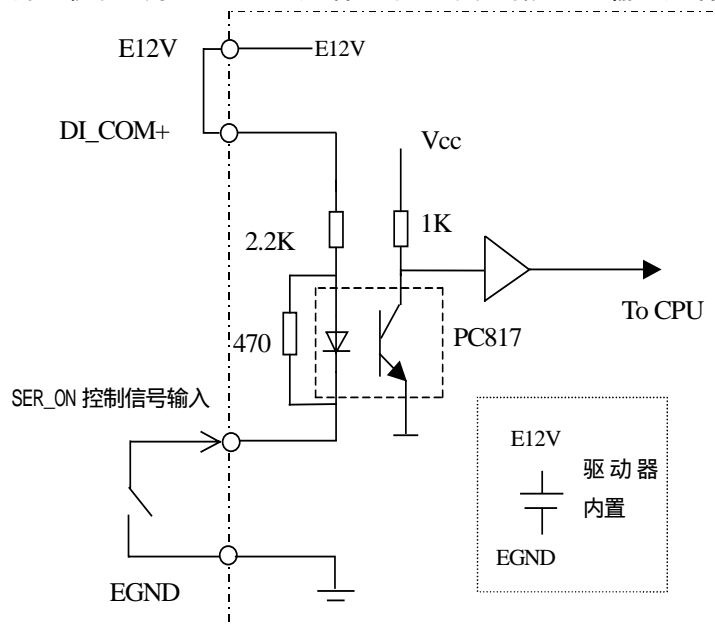 E12V
E12V
DI_COM+
Vcc
2.2K
1K
To CPU
470
PC817
SER_ON 控制信号输入
E12V
驱动器
内置
EGND
EGND